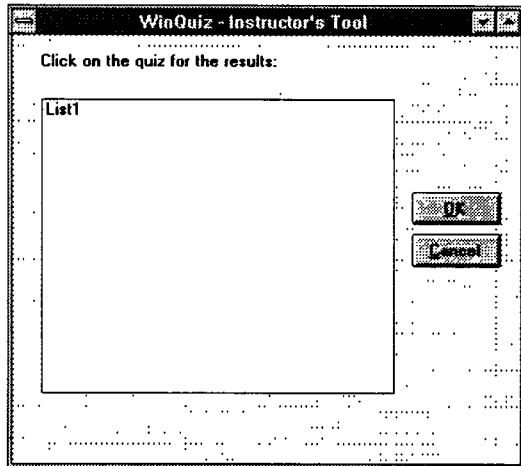 WinQuiz - Instructor's Tool
Click on the quiz for the results:
List1
OK
Cancel